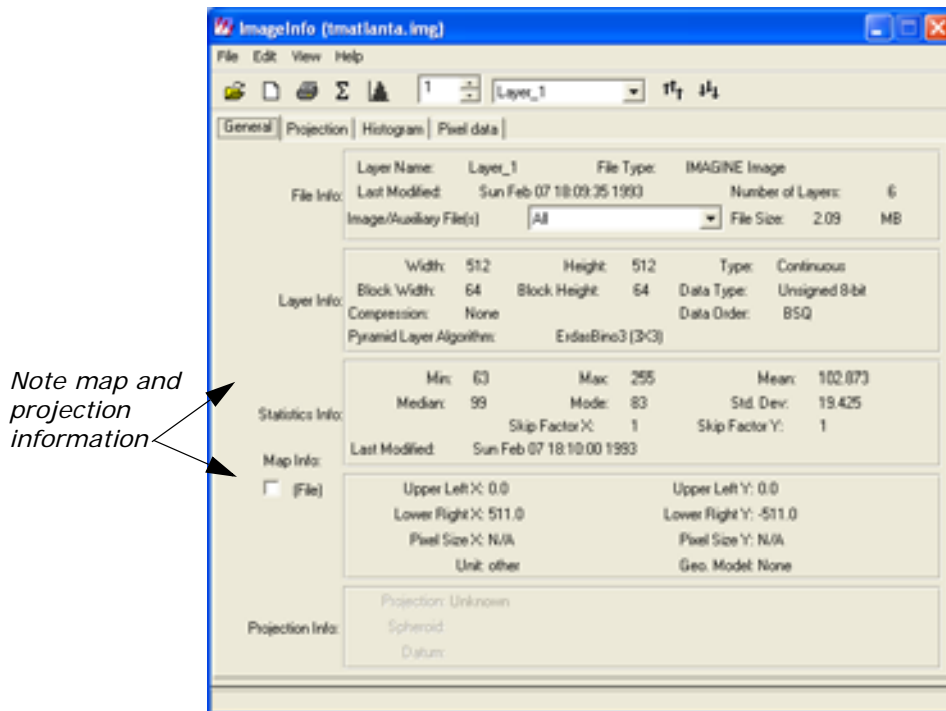 ImageInfo (tmatlanta.img)
File Edit View Help
Σ 1 Layer_1
General Projection Histogram Pixel data
File Info:
Layer Name: Layer_1 File Type: IMAGINE Image
Last Modified: Sun Feb 07 18:09:35 1993 Number of Layers: 6
Image/Auxiliary File(s) All File Size: 2.09 MB
Layer Info:
Width: 512 Height: 512 Type: Continuous
Block Width: 64 Block Height: 64 Data Type: Unsigned 8-bit
Compression: None Data Order: BSQ
Pyramid Layer Algorithm: ErdasBino3 (3X3)
Note map and
projection
information
Statistics Info:
Min: 63 Max: 255 Mean: 102.873
Median: 99 Mode: 83 Std. Dev: 19.425
Skip Factor X: 1 Skip Factor Y: 1
Last Modified: Sun Feb 07 18:10:00 1993
Map Info:
(File)
Upper Left X: 0.0 Upper Left Y: 0.0
Lower Right X: 511.0 Lower Right Y: -511.0
Pixel Size X: N/A Pixel Size Y: N/A
Unit: other Geo. Model: None
Projection Info:
Projection: Unknown
Spheroid:
Datum: